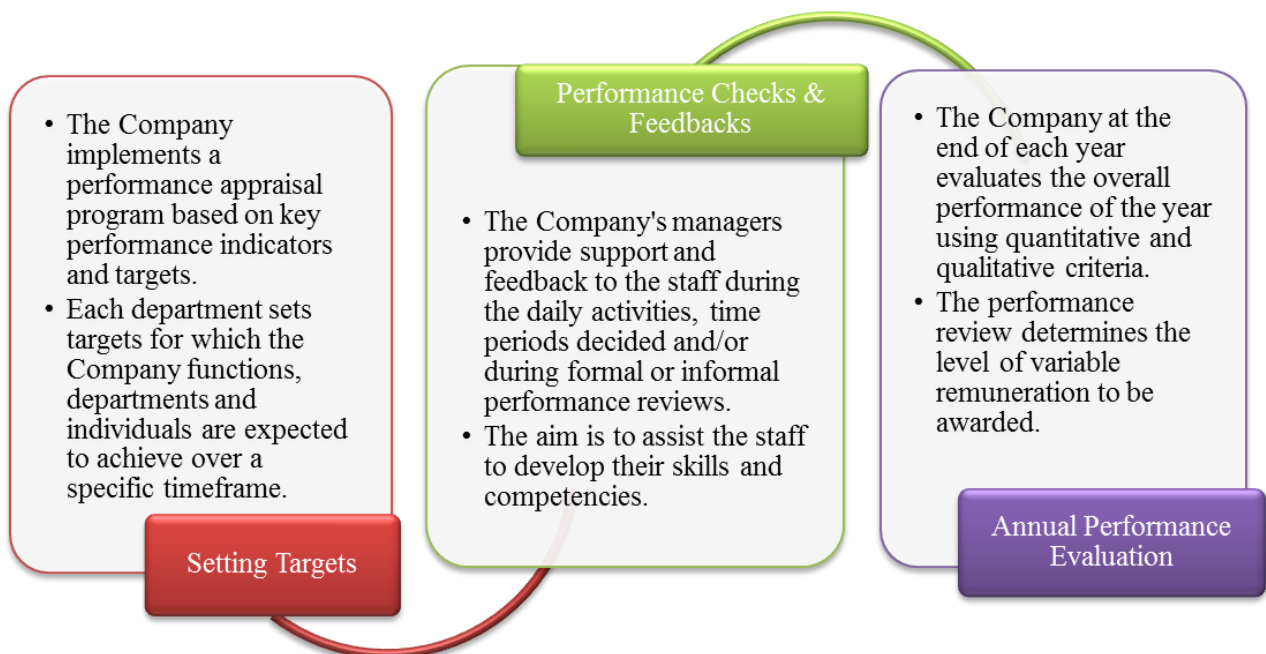 • The Company
implements a
performance appraisal
program based on key
performance indicators
and targets.
• Each department sets
targets for which the
Company functions,
departments and
individuals are expected
to achieve over a
specific timeframe.
Setting Targets
Performance Checks &
Feedbacks
• The Company's managers
provide support and
feedback to the staff during
the daily activities, time
periods decided and/or
during formal or informal
performance reviews.
• The aim is to assist the staff
to develop their skills and
competencies.
• The Company at the
end of each year
evaluates the overall
performance of the year
using quantitative and
qualitative criteria.
• The performance
review determines the
level of variable
remuneration to be
awarded.
Annual Performance
Evaluation